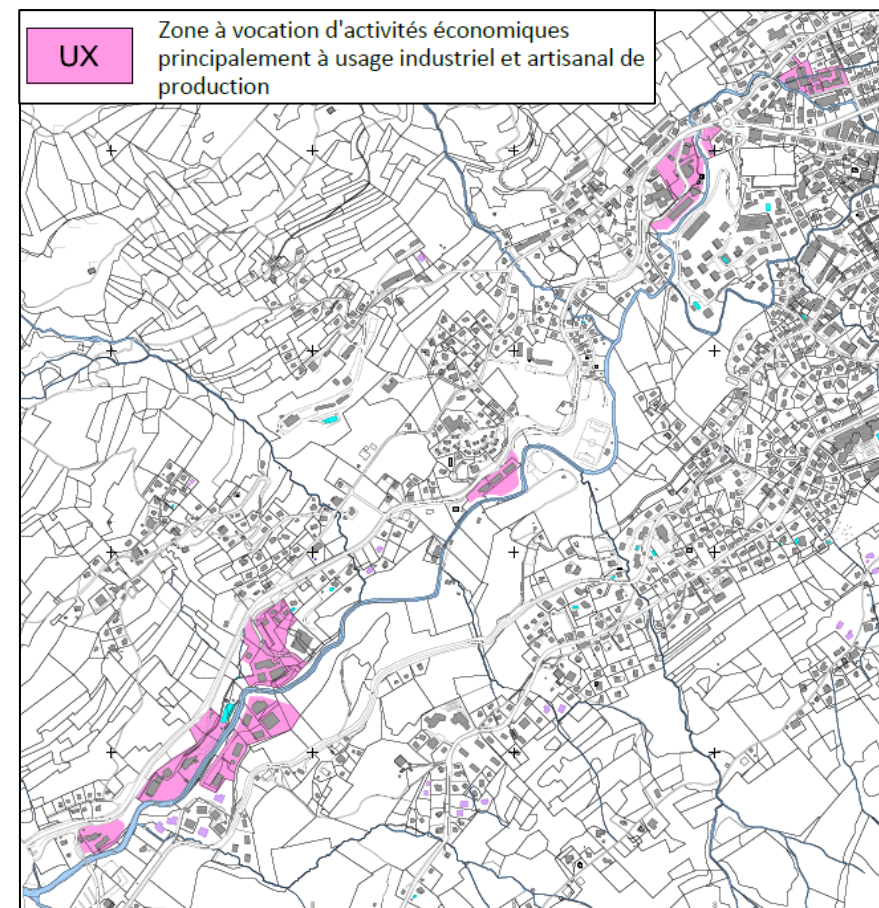 UX
Zone à vocation d'activités économiques
principalement à usage industriel et artisanal de
production